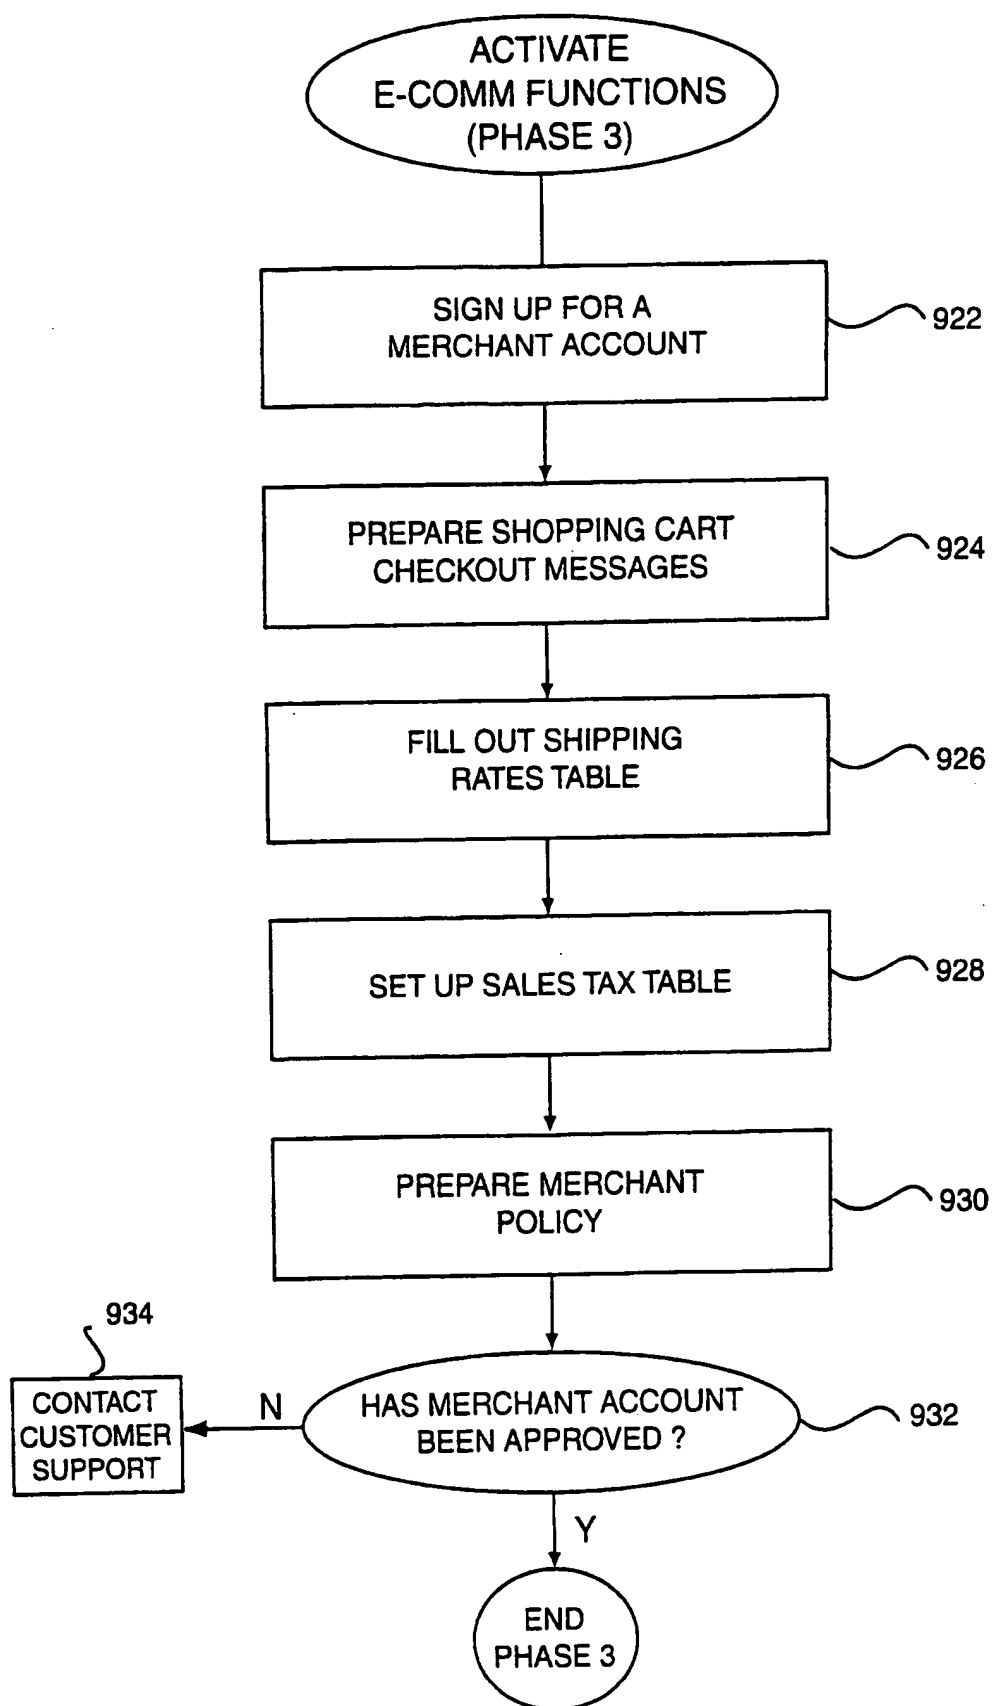 ACTIVATE
E-COMM FUNCTIONS
(PHASE 3)
SIGN UP FOR A
MERCHANT ACCOUNT
922
PREPARE SHOPPING CART
CHECKOUT MESSAGES
924
FILL OUT SHIPPING
RATES TABLE
926
SET UP SALES TAX TABLE
928
PREPARE MERCHANT
POLICY
930
934
CONTACT
CUSTOMER
SUPPORT
N
HAS MERCHANT ACCOUNT
BEEN APPROVED ?
932
Y
END
PHASE 3